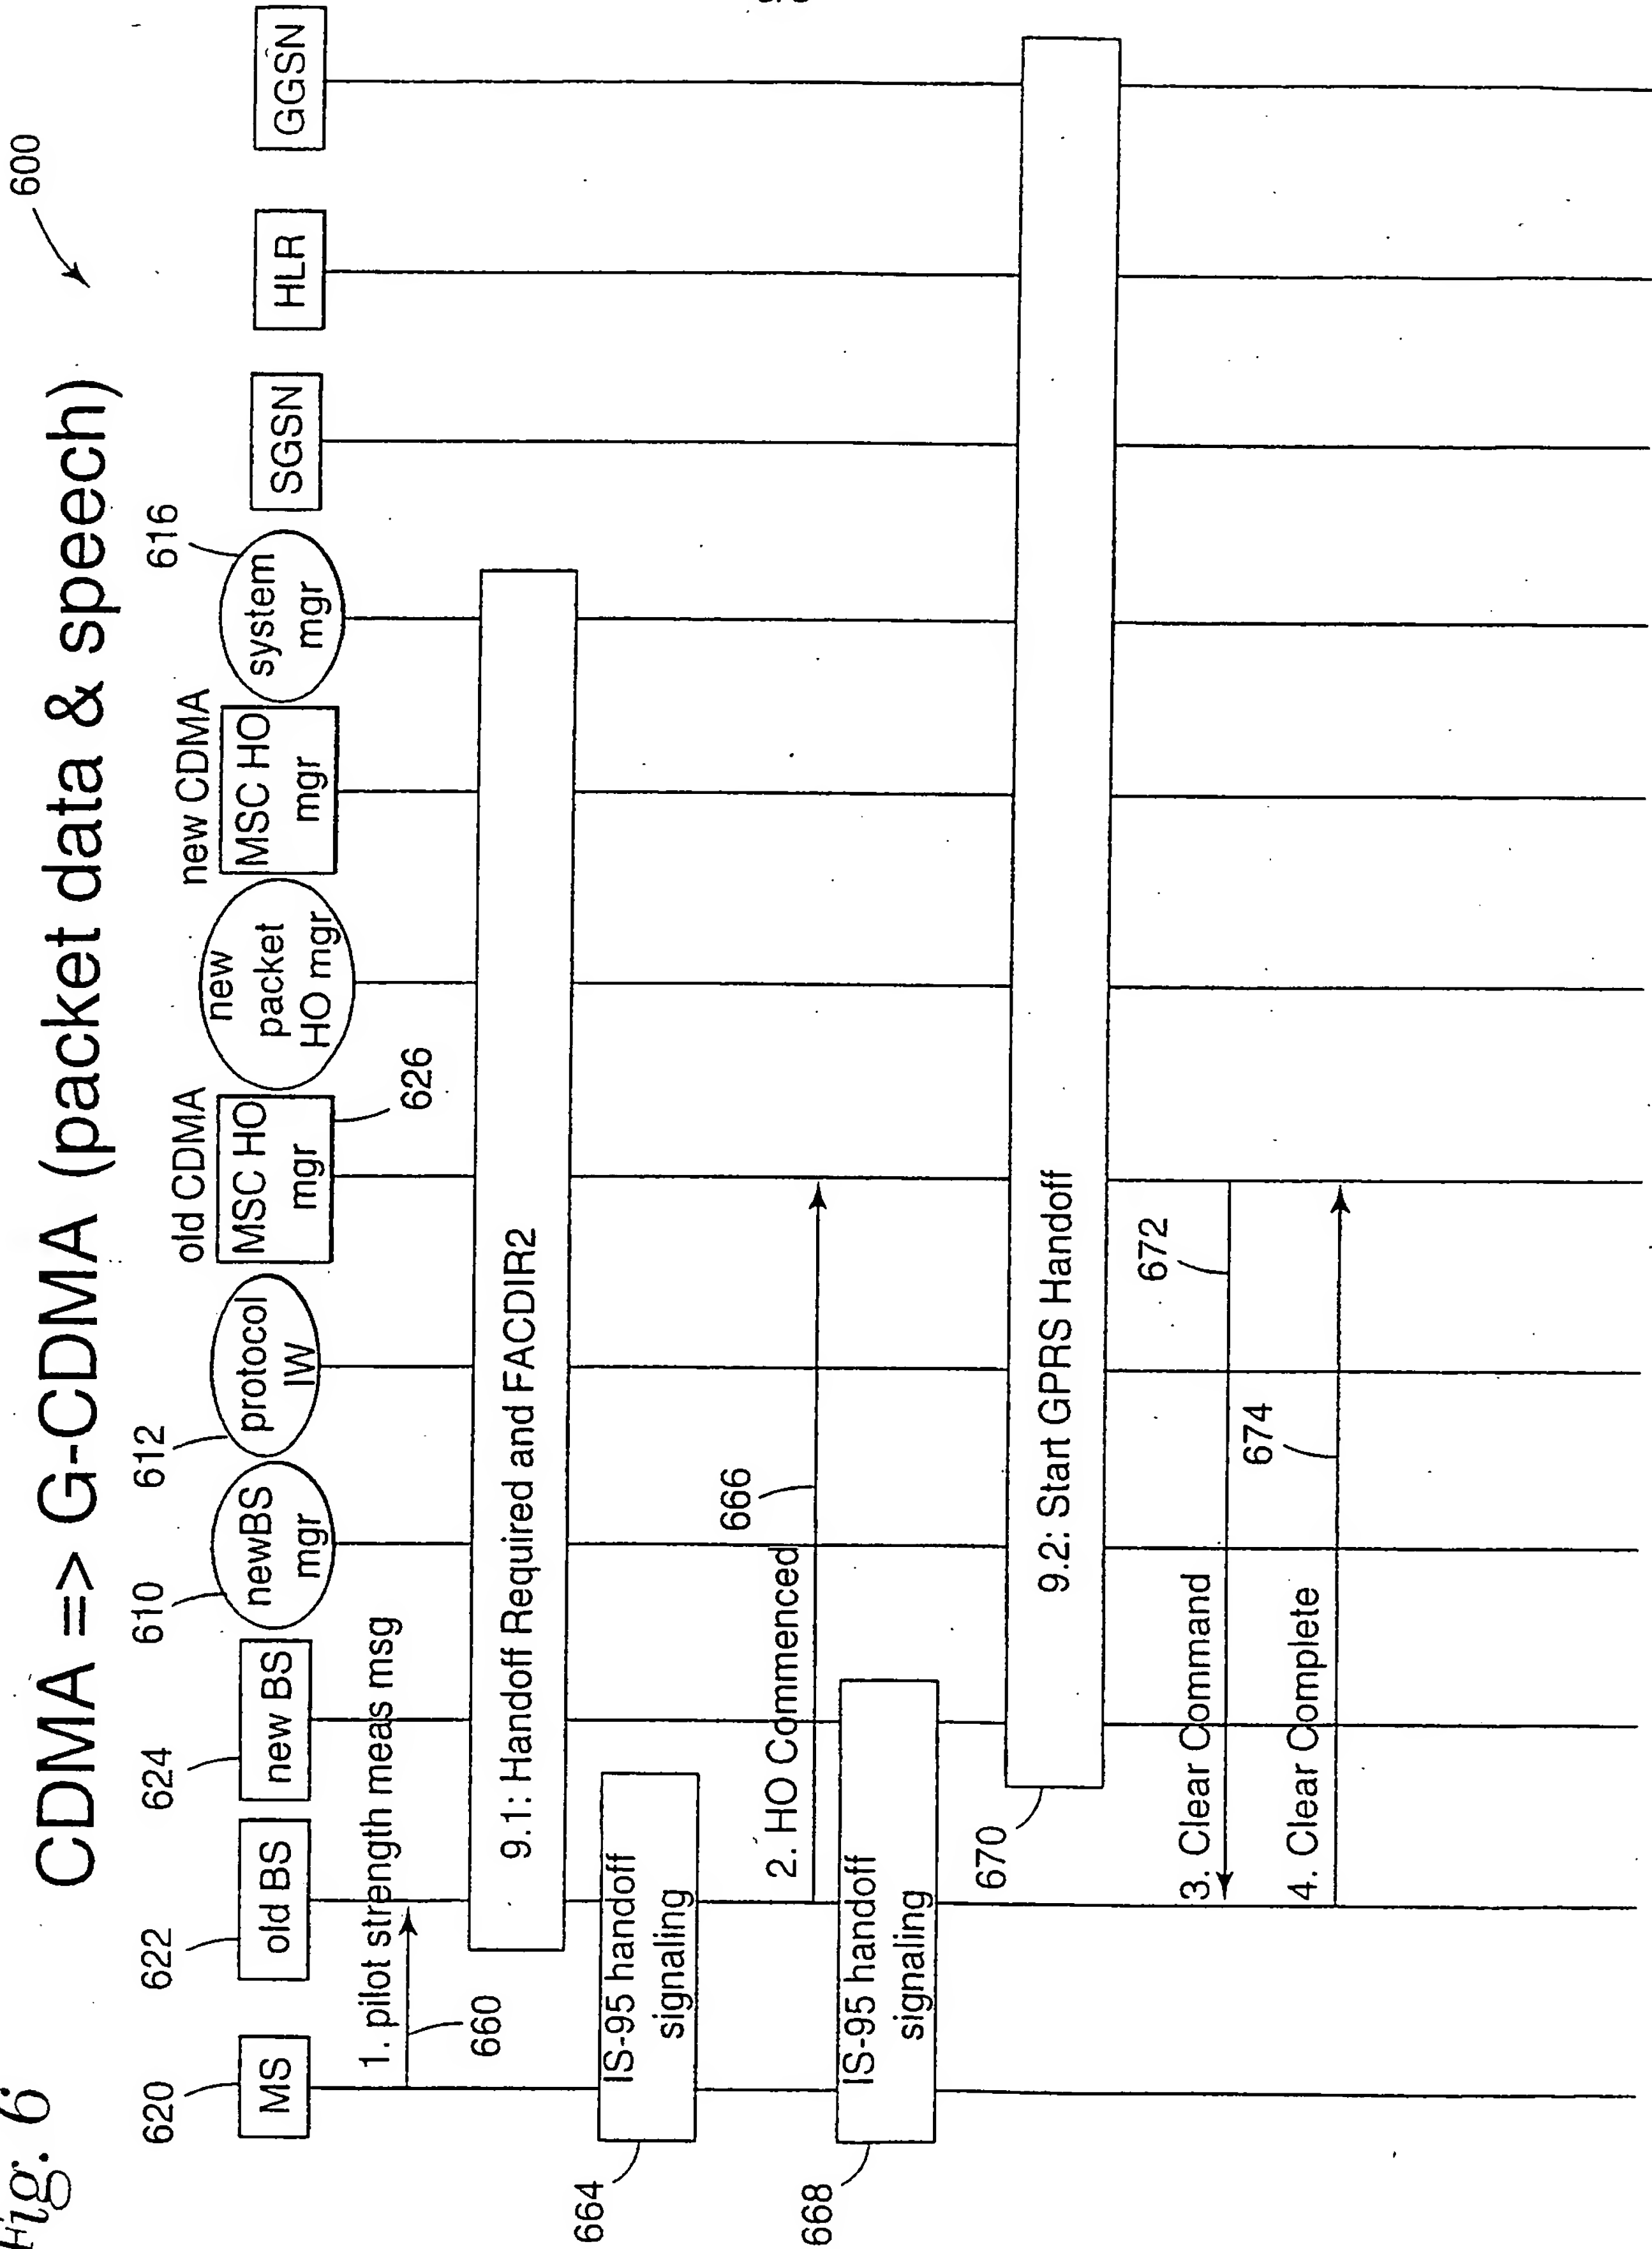 Fig. 6
CDMA => G-CDMA (packet data & speech)
600
620
622
624
610
612
626
616
MS
old BS
new BS
newBS
mgr
protocol
IW
old CDMA
MSC HO
mgr
new
packet
HO mgr
new CDMA
MSC HO
mgr
system
mgr
SGSN
HLR
GGSN
1. pilot strength meas msg
660
9.1: Handoff Required and FACDIR2
IS-95 handoff
signaling
664
2. HO Commenced
666
IS-95 handoff
signaling
668
9.2: Start GPRS Handoff
670
3. Clear Command
672
4. Clear Complete
674